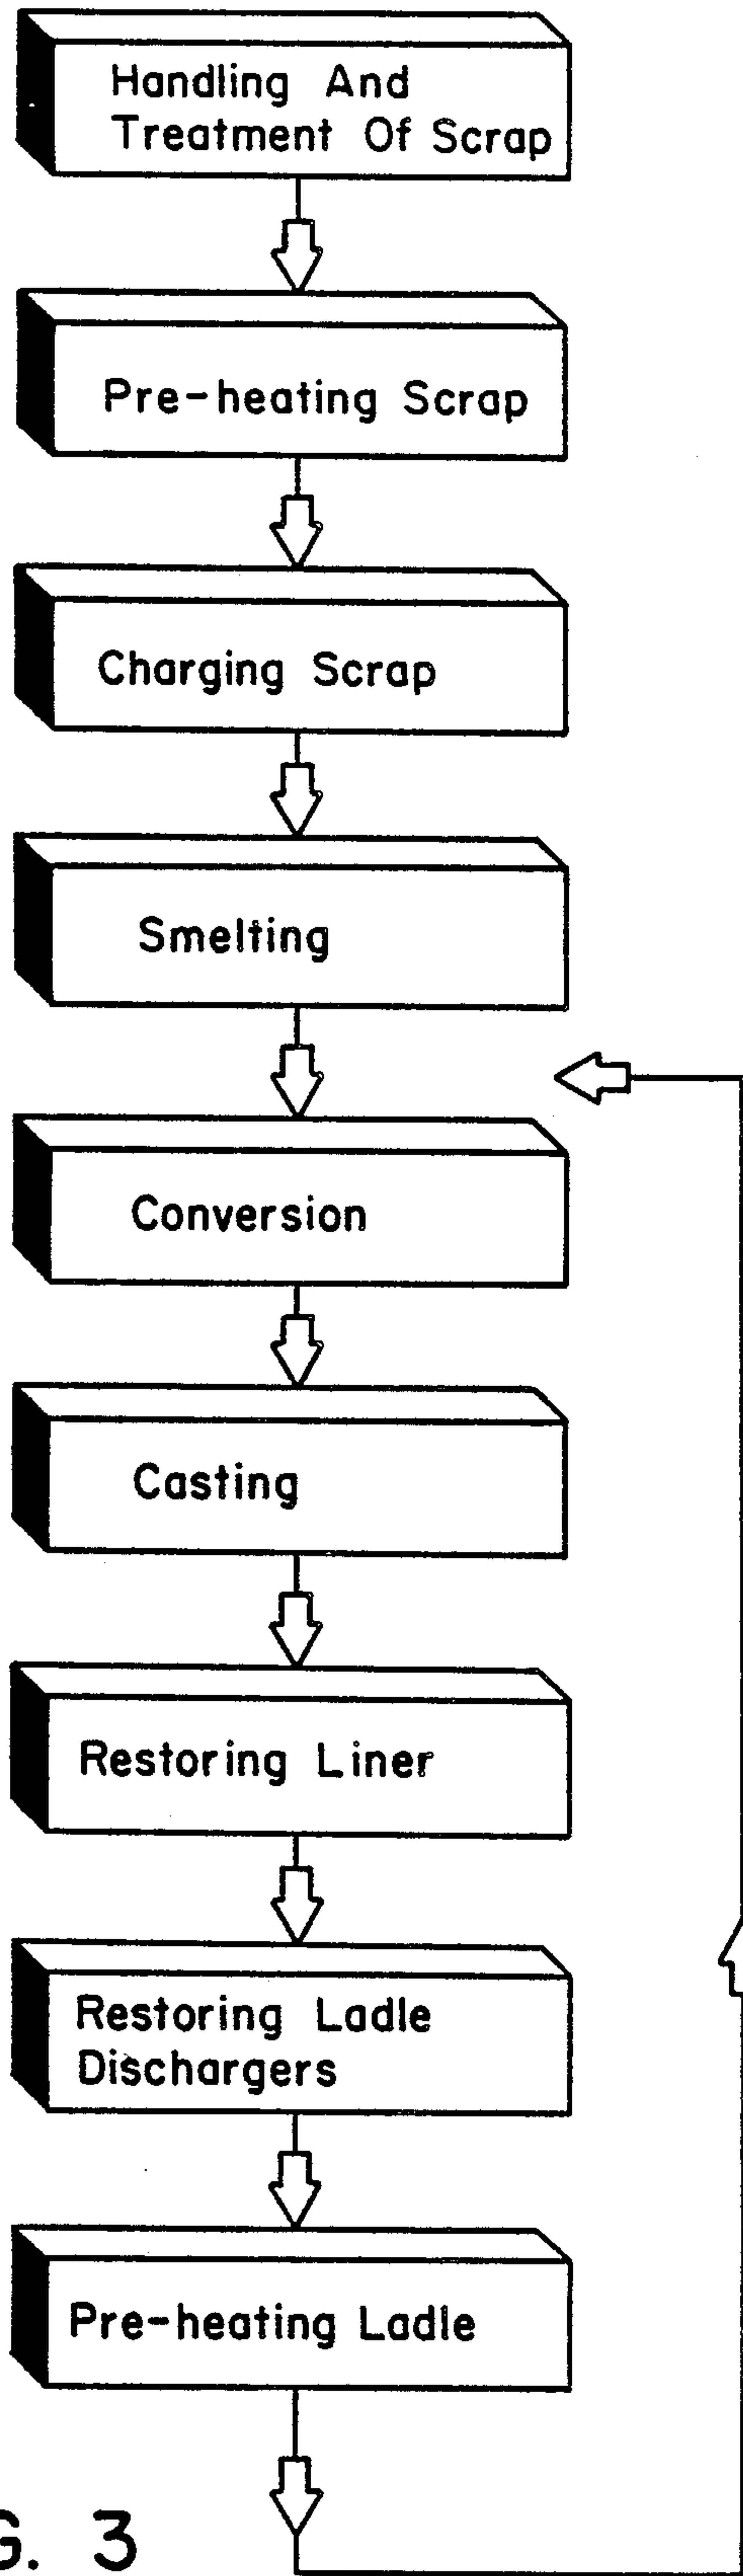 Handling And
Treatment Of Scrap
Pre-heating Scrap
Charging Scrap
Smelting
Conversion
Casting
Restoring Liner
Restoring Ladle
Dischargers
Pre-heating Ladle
G. 3